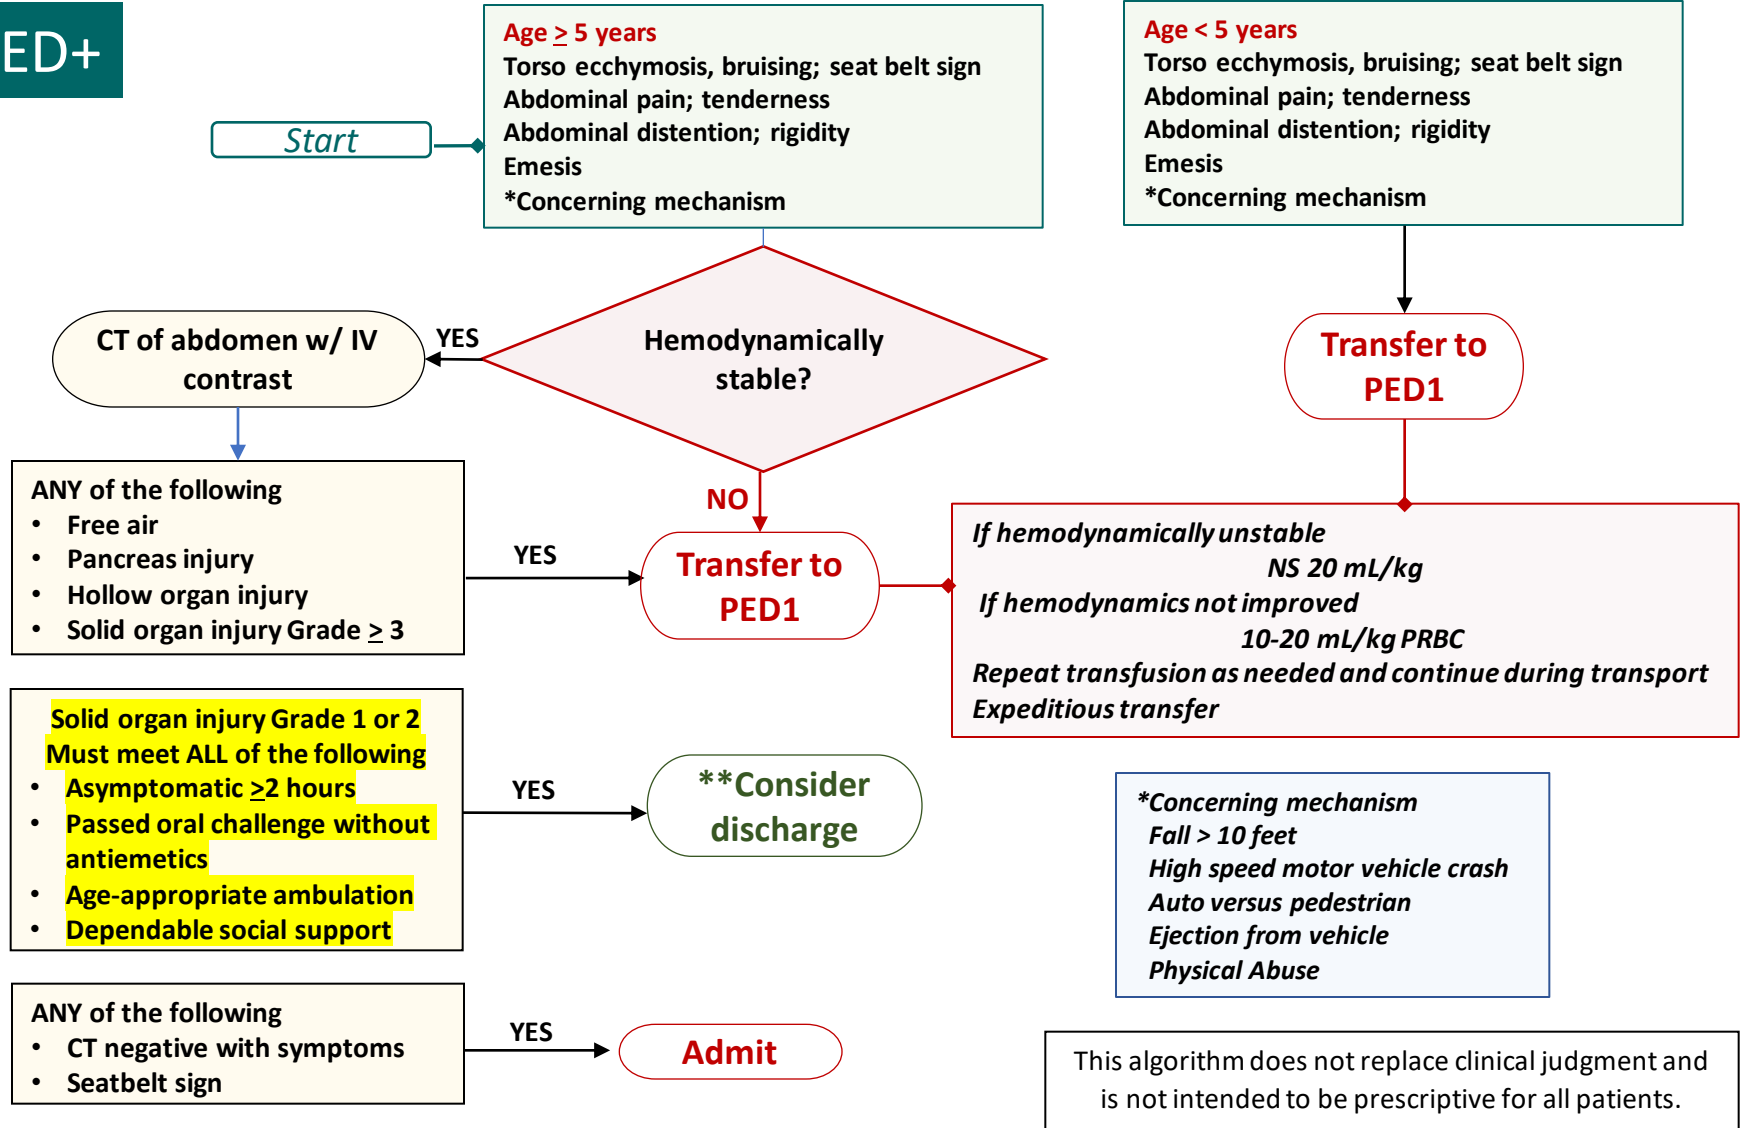 ED+
Start
Age ≥ 5 years
Torso ecchymosis, bruising; seat belt sign
Abdominal pain; tenderness
Abdominal distention; rigidity
Emesis
*Concerning mechanism
Age < 5 years
Torso ecchymosis, bruising; seat belt sign
Abdominal pain; tenderness
Abdominal distention; rigidity
Emesis
*Concerning mechanism
Hemodynamically
stable?
YES
CT of abdomen w/ IV
contrast
NO
Transfer to
PED1
Transfer to
PED1
ANY of the following
• Free air
• Pancreas injury
• Hollow organ injury
• Solid organ injury Grade ≥ 3
YES
If hemodynamically unstable
NS 20 mL/kg
If hemodynamics not improved
10-20 mL/kg PRBC
Repeat transfusion as needed and continue during transport
Expeditious transfer
Solid organ injury Grade 1 or 2
Must meet ALL of the following
• Asymptomatic ≥2 hours
• Passed oral challenge without
antiemetics
• Age-appropriate ambulation
• Dependable social support
YES
**Consider
discharge
*Concerning mechanism
Fall > 10 feet
High speed motor vehicle crash
Auto versus pedestrian
Ejection from vehicle
Physical Abuse
ANY of the following
• CT negative with symptoms
• Seatbelt sign
YES
Admit
This algorithm does not replace clinical judgment and
is not intended to be prescriptive for all patients.